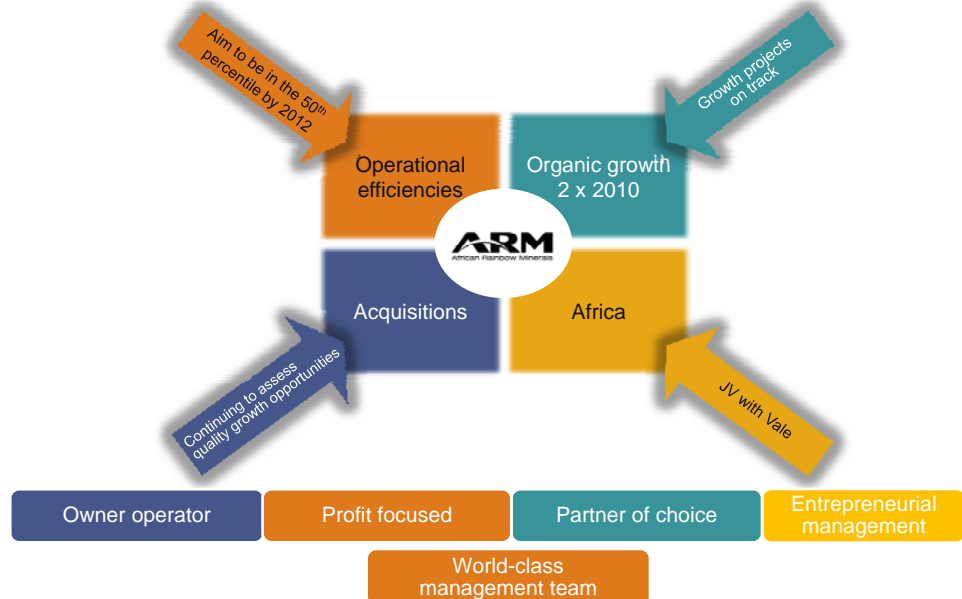 Aim to be in the 50th
percentile by 2012
Growth projects
on track
Operational
efficiencies
Organic growth
2 x 2010
ARM
African Rainbow Minerals
Acquisitions
Africa
Continuing to assess
quality growth opportunities
JV with Vale
Owner operator
Profit focused
Partner of choice
Entrepreneurial
management
World-class
management team